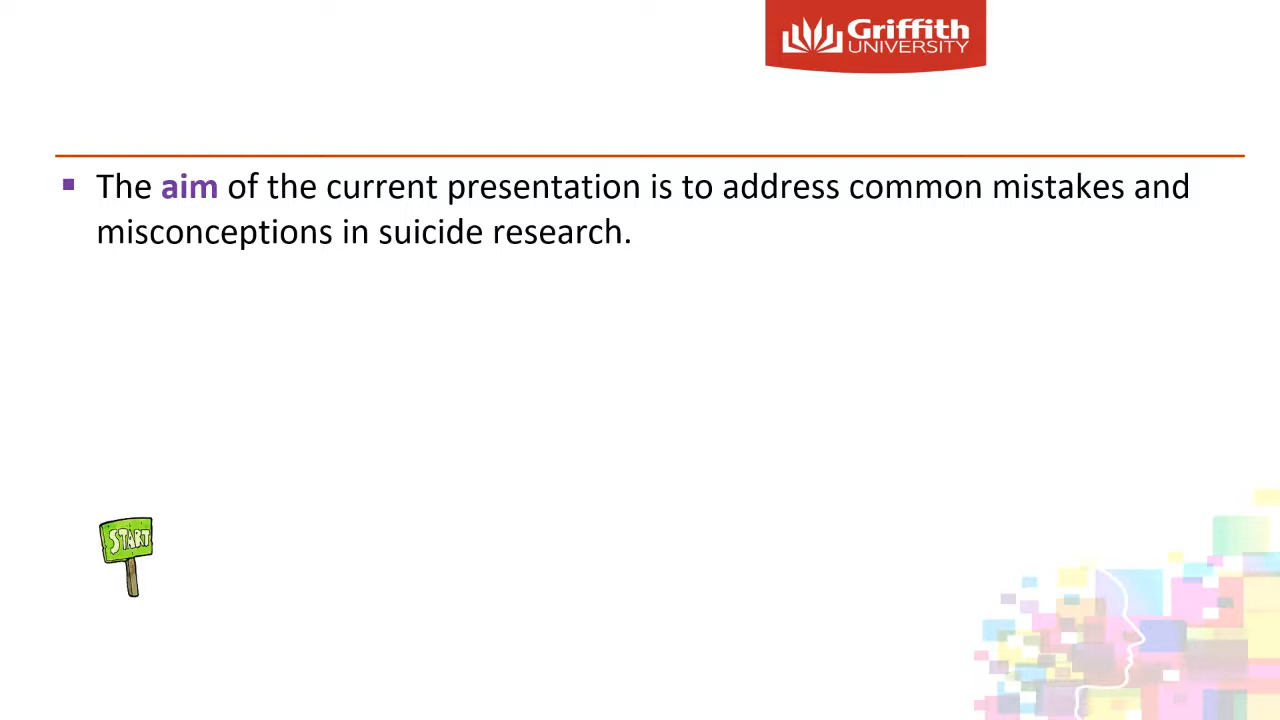 Griffith
UNIVERSITY
The aim of the current presentation is to address common mistakes and
misconceptions in suicide research.
START